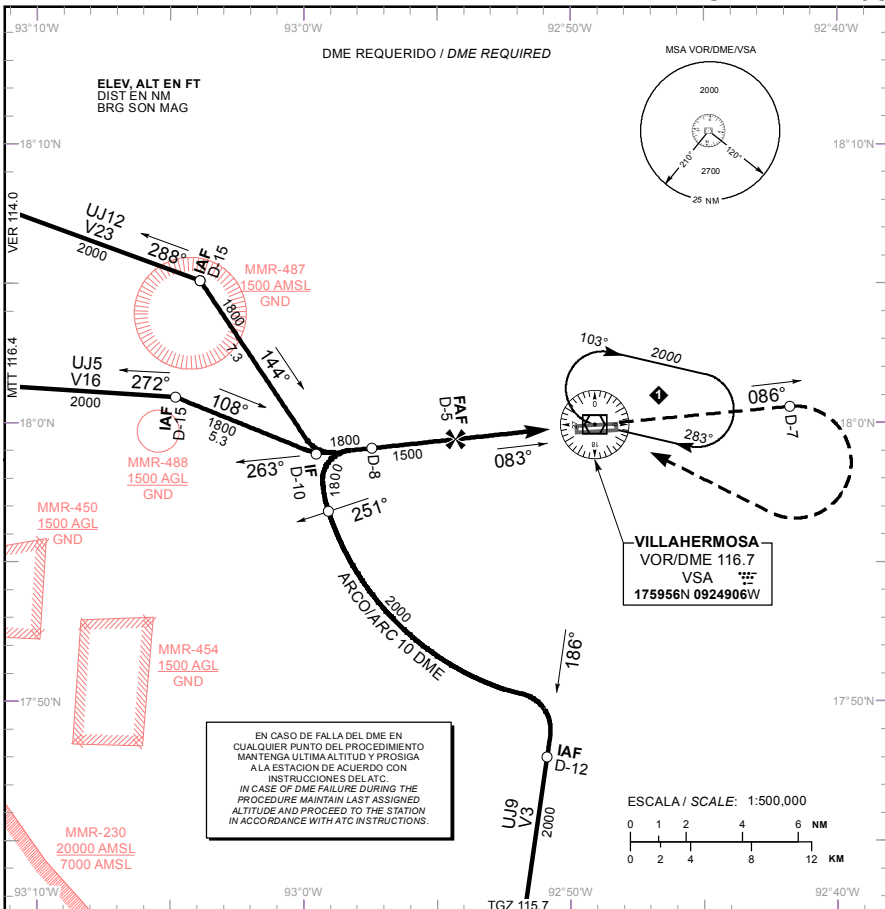 93°10'W
93°0'W
92°50'W
92°40'W
DME REQUERIDO / DME REQUIRED
MSA VOR/DME/VSA
ELEV, ALT EN FT
DIST EN NM
BRG SON MAG
2000
210°
120°
2700
25 NM
18°10'N
18°10'N
VER 114.0
UJ12
V23
2000
288°
IAF
D-15
MMR-487
1500 AMSL
GND
1800
7.3
144°
MTT 116.4
UJ5
V16
2000
272°
IAF
D-15
108°
1800
5.3
MMR-488
1500 AGL
GND
263°
IF
D-10
1800
1800
D-8
1500
FAF
D-5
083°
103°
2000
1
283°
086°
D-7
0
18
18°0'N
18°0'N
251°
VILLAHERMOSA
VOR/DME 116.7
VSA
175956N 0924906W
MMR-450
1500 AGL
GND
MMR-454
1500 AGL
GND
2000
ARCO/ARC 10 DME
186°
17°50'N
17°50'N
IAF
D-12
UJ9
V3
2000
TGZ 115.7
EN CASO DE FALLA DEL DME EN
CUALQUIER PUNTO DEL PROCEDIMIENTO
MANTENGA ULTIMA ALTITUD Y PROSIGA
A LA ESTACION DE ACUERDO CON
INSTRUCCIONES DEL ATC.
IN CASE OF DME FAILURE DURING THE
PROCEDURE MAINTAIN LAST ASSIGNED
ALTITUDE AND PROCEED TO THE STATION
IN ACCORDANCE WITH ATC INSTRUCTIONS.
MMR-230
20000 AMSL
7000 AMSL
ESCALA / SCALE: 1:500,000
0 1 2 4 6 NM
0 2 4 8 12 KM
93°10'W
93°0'W
92°50'W
92°40'W